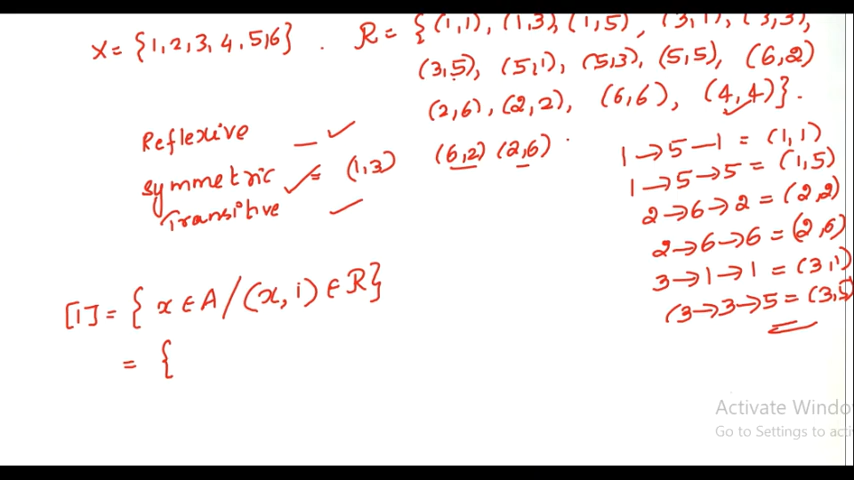 X = {1,2,3,4,5,6} . R = {(1,1), (1,3), (1,5), (3,1), (3,3),
(3,5), (5,1), (5,3), (5,5), (6,2)
(2,6), (2,2), (6,6), (4,4)}.
Reflexive – ✓
(6,2) (2,6) .
Symmetric ✓ = (1,3)
Transitive ✓
1→5–1 = (1,1)
1→5→5 = (1,5)
2→6→2 = (2,2)
2→6→6 = (2,6)
3→1→1 = (3,1)
(3→3→5 = (3,5)
[1] = { x ∈ A / (x, 1) ∈ R}
= {
Activate Windo
Go to Settings to acti